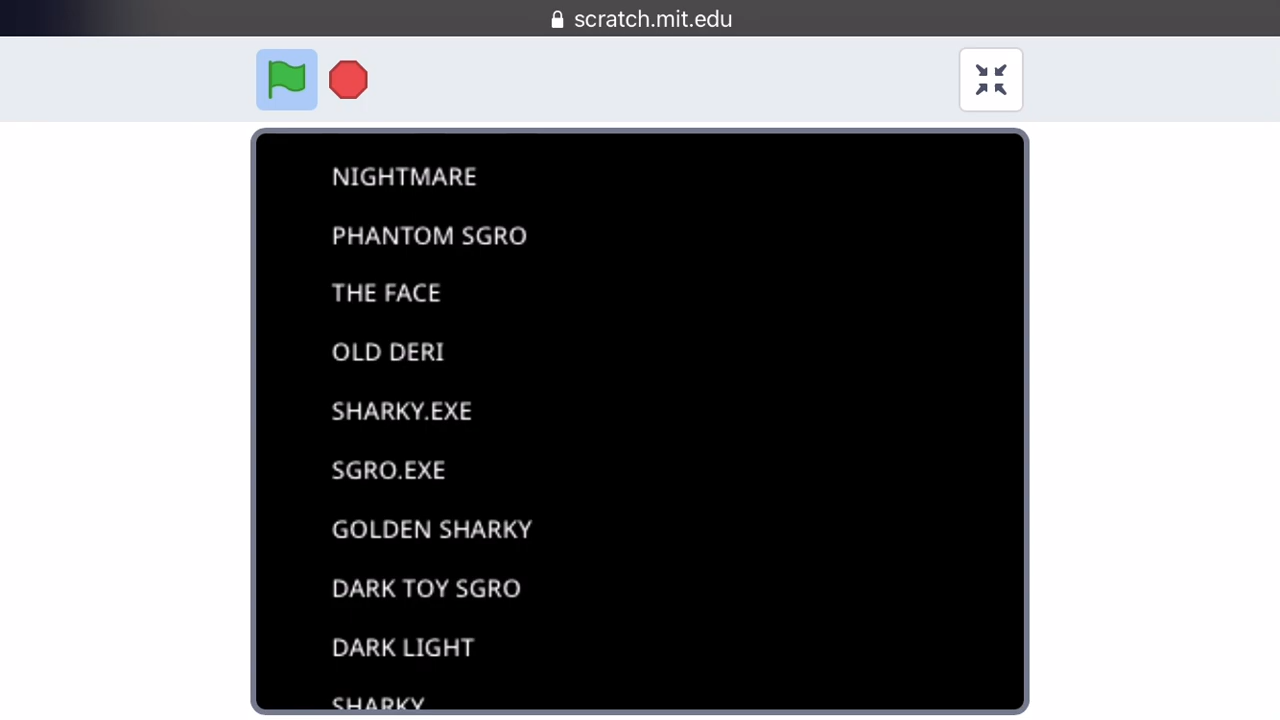 scratch.mit.edu
NIGHTMARE
PHANTOM SGRO
THE FACE
OLD DERI
SHARKY.EXE
SGRO.EXE
GOLDEN SHARKY
DARK TOY SGRO
DARK LIGHT
SHARKY